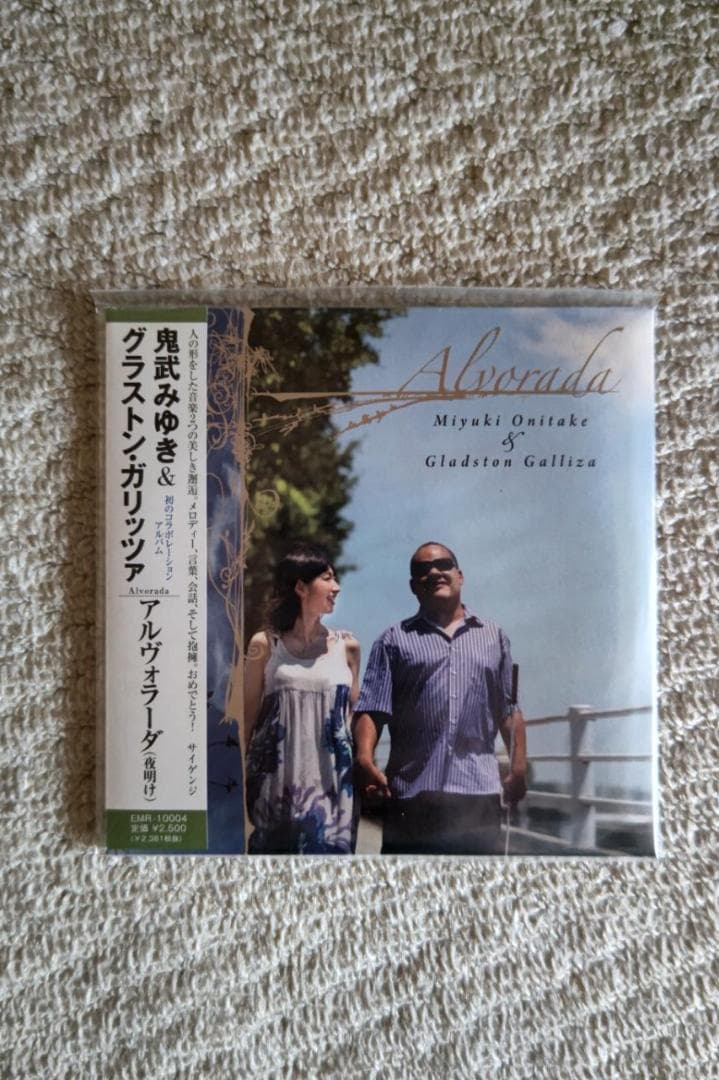 人の形をした音楽2つの美しき邂逅。メロディー、言葉、会話、そして抱擁。おめでとう! サイゲンジ
鬼武みゆき&
グラストン・ガリッツァ
初のコラボレーション
アルバム
Alvorada
アルヴォラーダ(夜明け)
EMR-10004
定価 ¥2,500
(¥2,381税抜)
Alvorada
Miyuki Onitake
&
Gladston Galliza